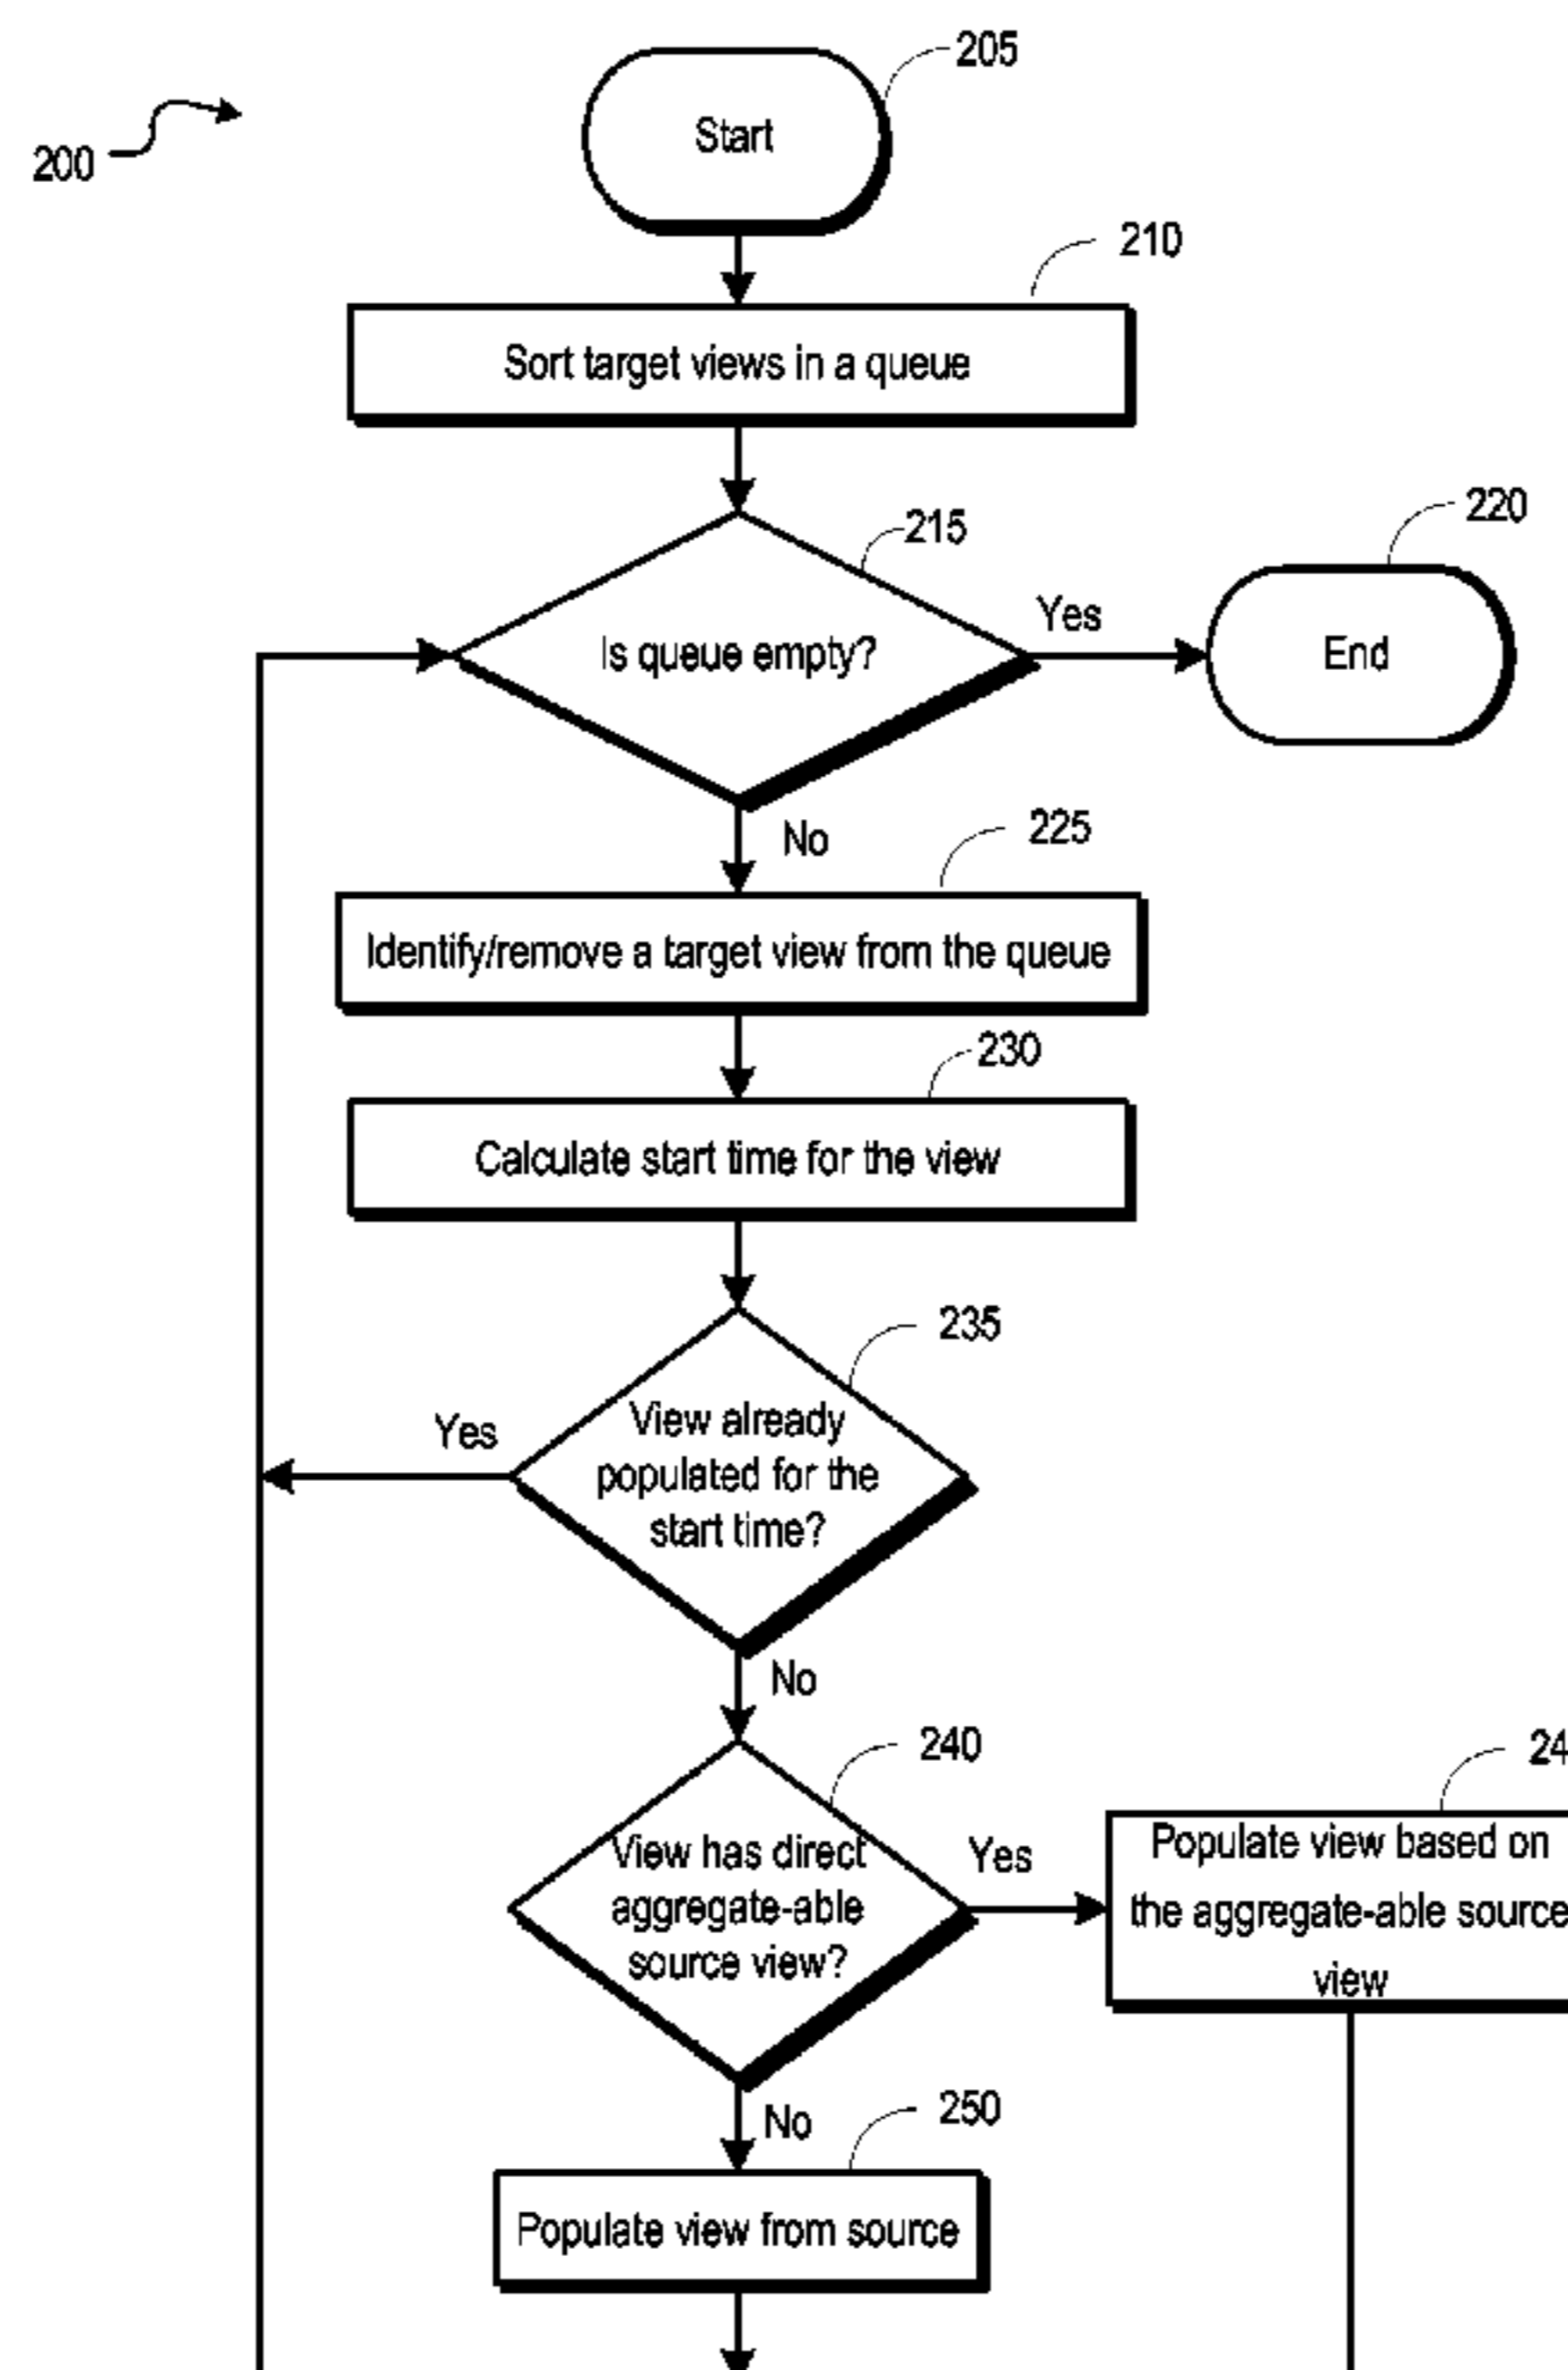 205
Start
200
210
Sort target views in a queue
215
220
Is queue empty?
Yes
End
No
225
Identify/remove a target view from the queue
230
Calculate start time for the view
235
View already
populated for the
start time?
Yes
No
240
View has direct
aggregate-able
source view?
Yes
24
Populate view based on
the aggregate-able source
view
No
250
Populate view from source